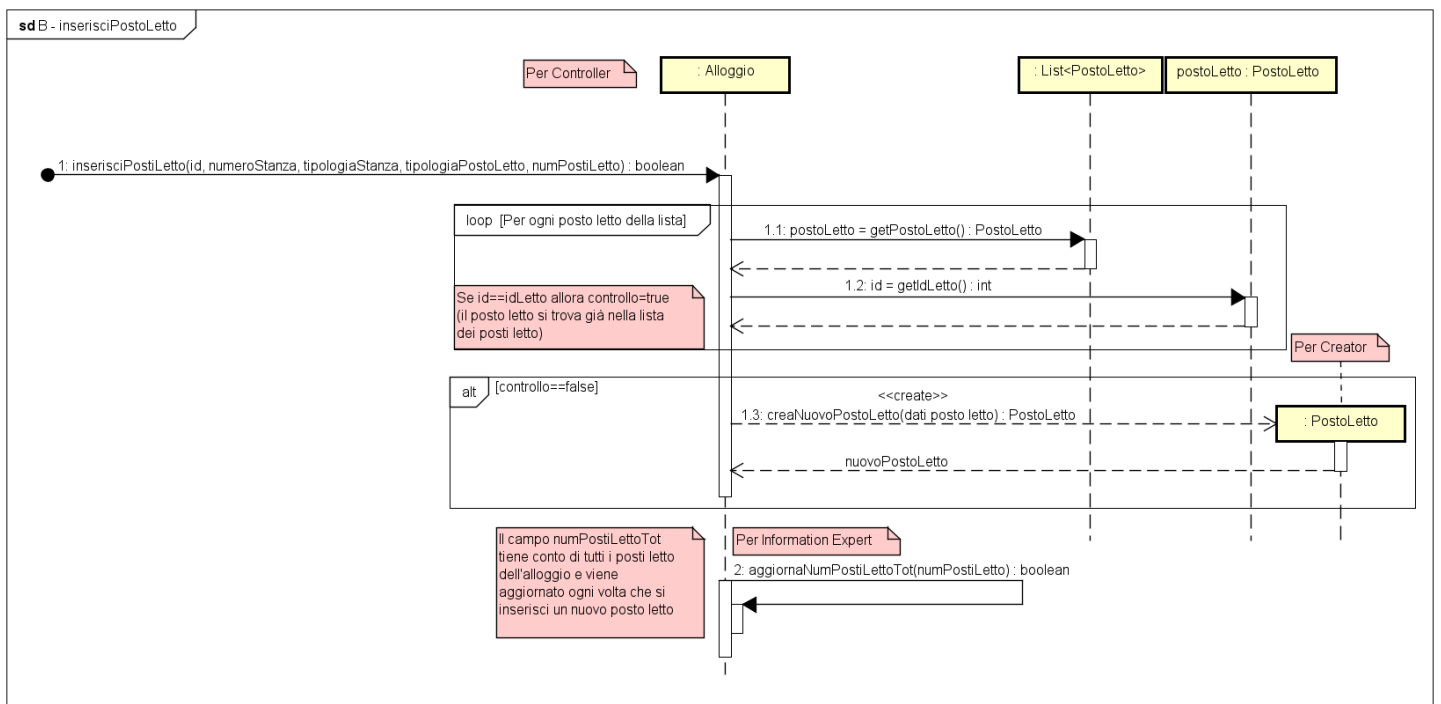 sd B - inserisciPostoLetto
Per Controller
: Alloggio
: List<PostoLetto>
postoLetto : PostoLetto
1: inserisciPostiLetto(id, numeroStanza, tipologiaStanza, tipologiaPostoLetto, numPostiLetto) : boolean
loop [Per ogni posto letto della lista]
1.1: postoLetto = getPostoLetto() : PostoLetto
1.2: id = getIdLetto() : int
Se id==idLetto allora controllo=true
(il posto letto si trova già nella lista
dei posti letto)
Per Creator
alt [controllo==false]
<<create>>
1.3: creaNuovoPostoLetto(dati posto letto) : PostoLetto
: PostoLetto
nuovoPostoLetto
Il campo numPostiLettoTot
tiene conto di tutti i posti letto
dell'alloggio e viene
aggiornato ogni volta che si
inserisci un nuovo posto letto
Per Information Expert
2: aggiornaNumPostiLettoTot(numPostiLetto) : boolean